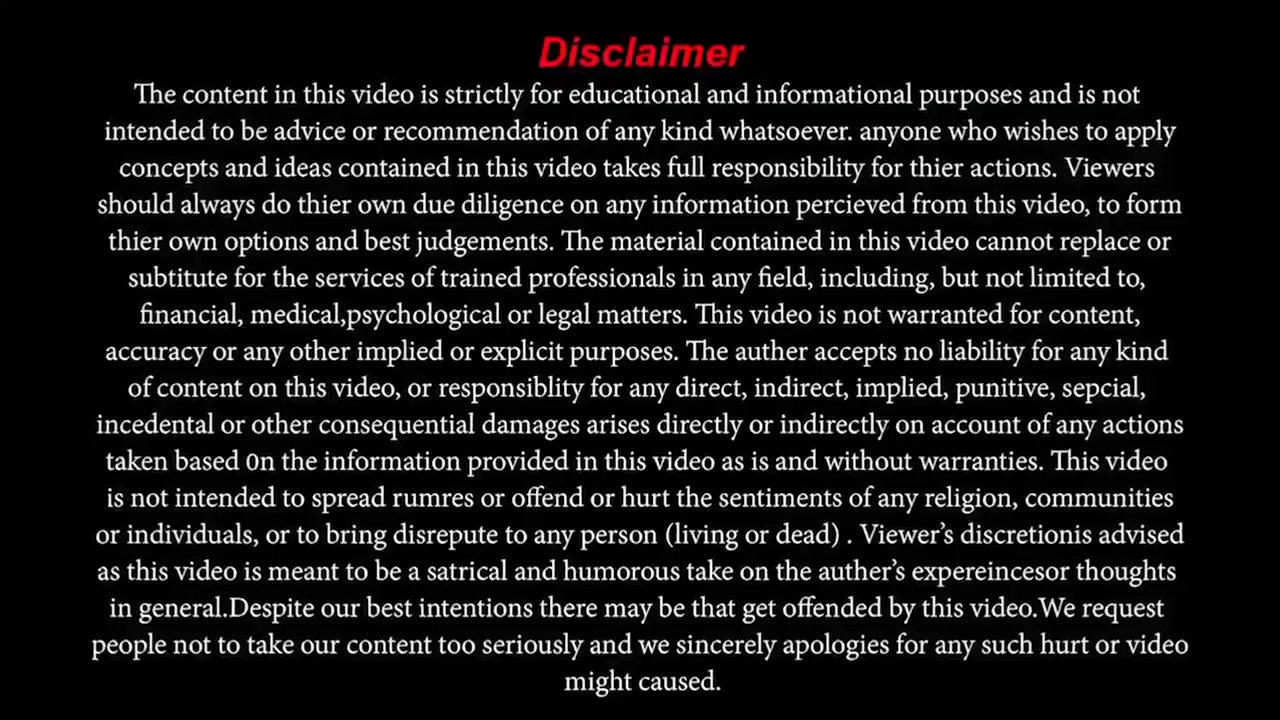 Disclaimer
The content in this video is strictly for educational and informational purposes and is not
intended to be advice or recommendation of any kind whatsoever. anyone who wishes to apply
concepts and ideas contained in this video takes full responsibility for thier actions. Viewers
should always do thier own due diligence on any information percieved from this video, to form
thier own options and best judgements. The material contained in this video cannot replace or
subtitute for the services of trained professionals in any field, including, but not limited to,
financial, medical,psychological or legal matters. This video is not warranted for content,
accuracy or any other implied or explicit purposes. The auther accepts no liability for any kind
of content on this video, or responsiblity for any direct, indirect, implied, punitive, sepcial,
incedental or other consequential damages arises directly or indirectly on account of any actions
taken based 0n the information provided in this video as is and without warranties. This video
is not intended to spread rumres or offend or hurt the sentiments of any religion, communities
or individuals, or to bring disrepute to any person (living or dead) . Viewer's discretionis advised
as this video is meant to be a satrical and humorous take on the auther's expereincesor thoughts
in general.Despite our best intentions there may be that get offended by this video.We request
people not to take our content too seriously and we sincerely apologies for any such hurt or video
might caused.